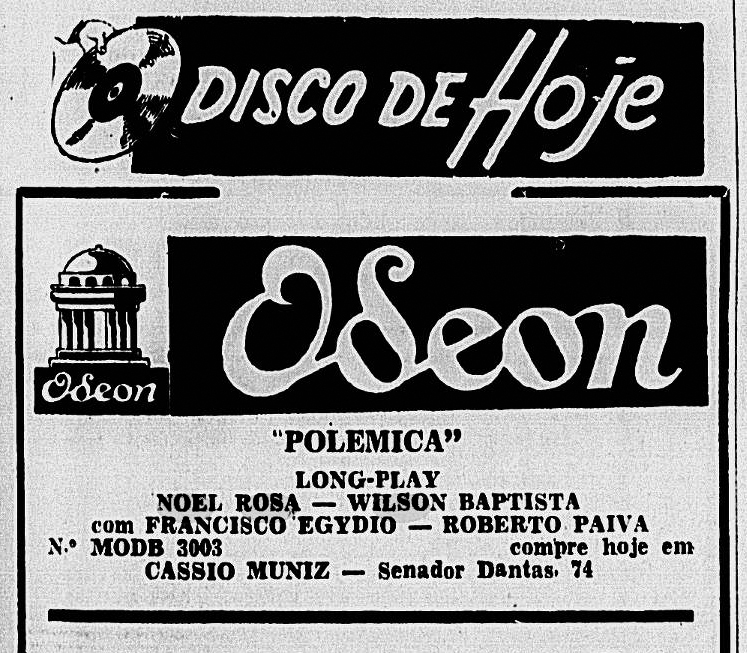 DISCO DE Hoje
Odeon
Odeon
"POLEMICA"
LONG-PLAY
NOEL ROSA — WILSON BAPTISTA
com FRANCISCO EGYDIO — ROBERTO PAIVA
N.º MODB 3003 compre hoje em
CASSIO MUNIZ — Senador Dantas, 74